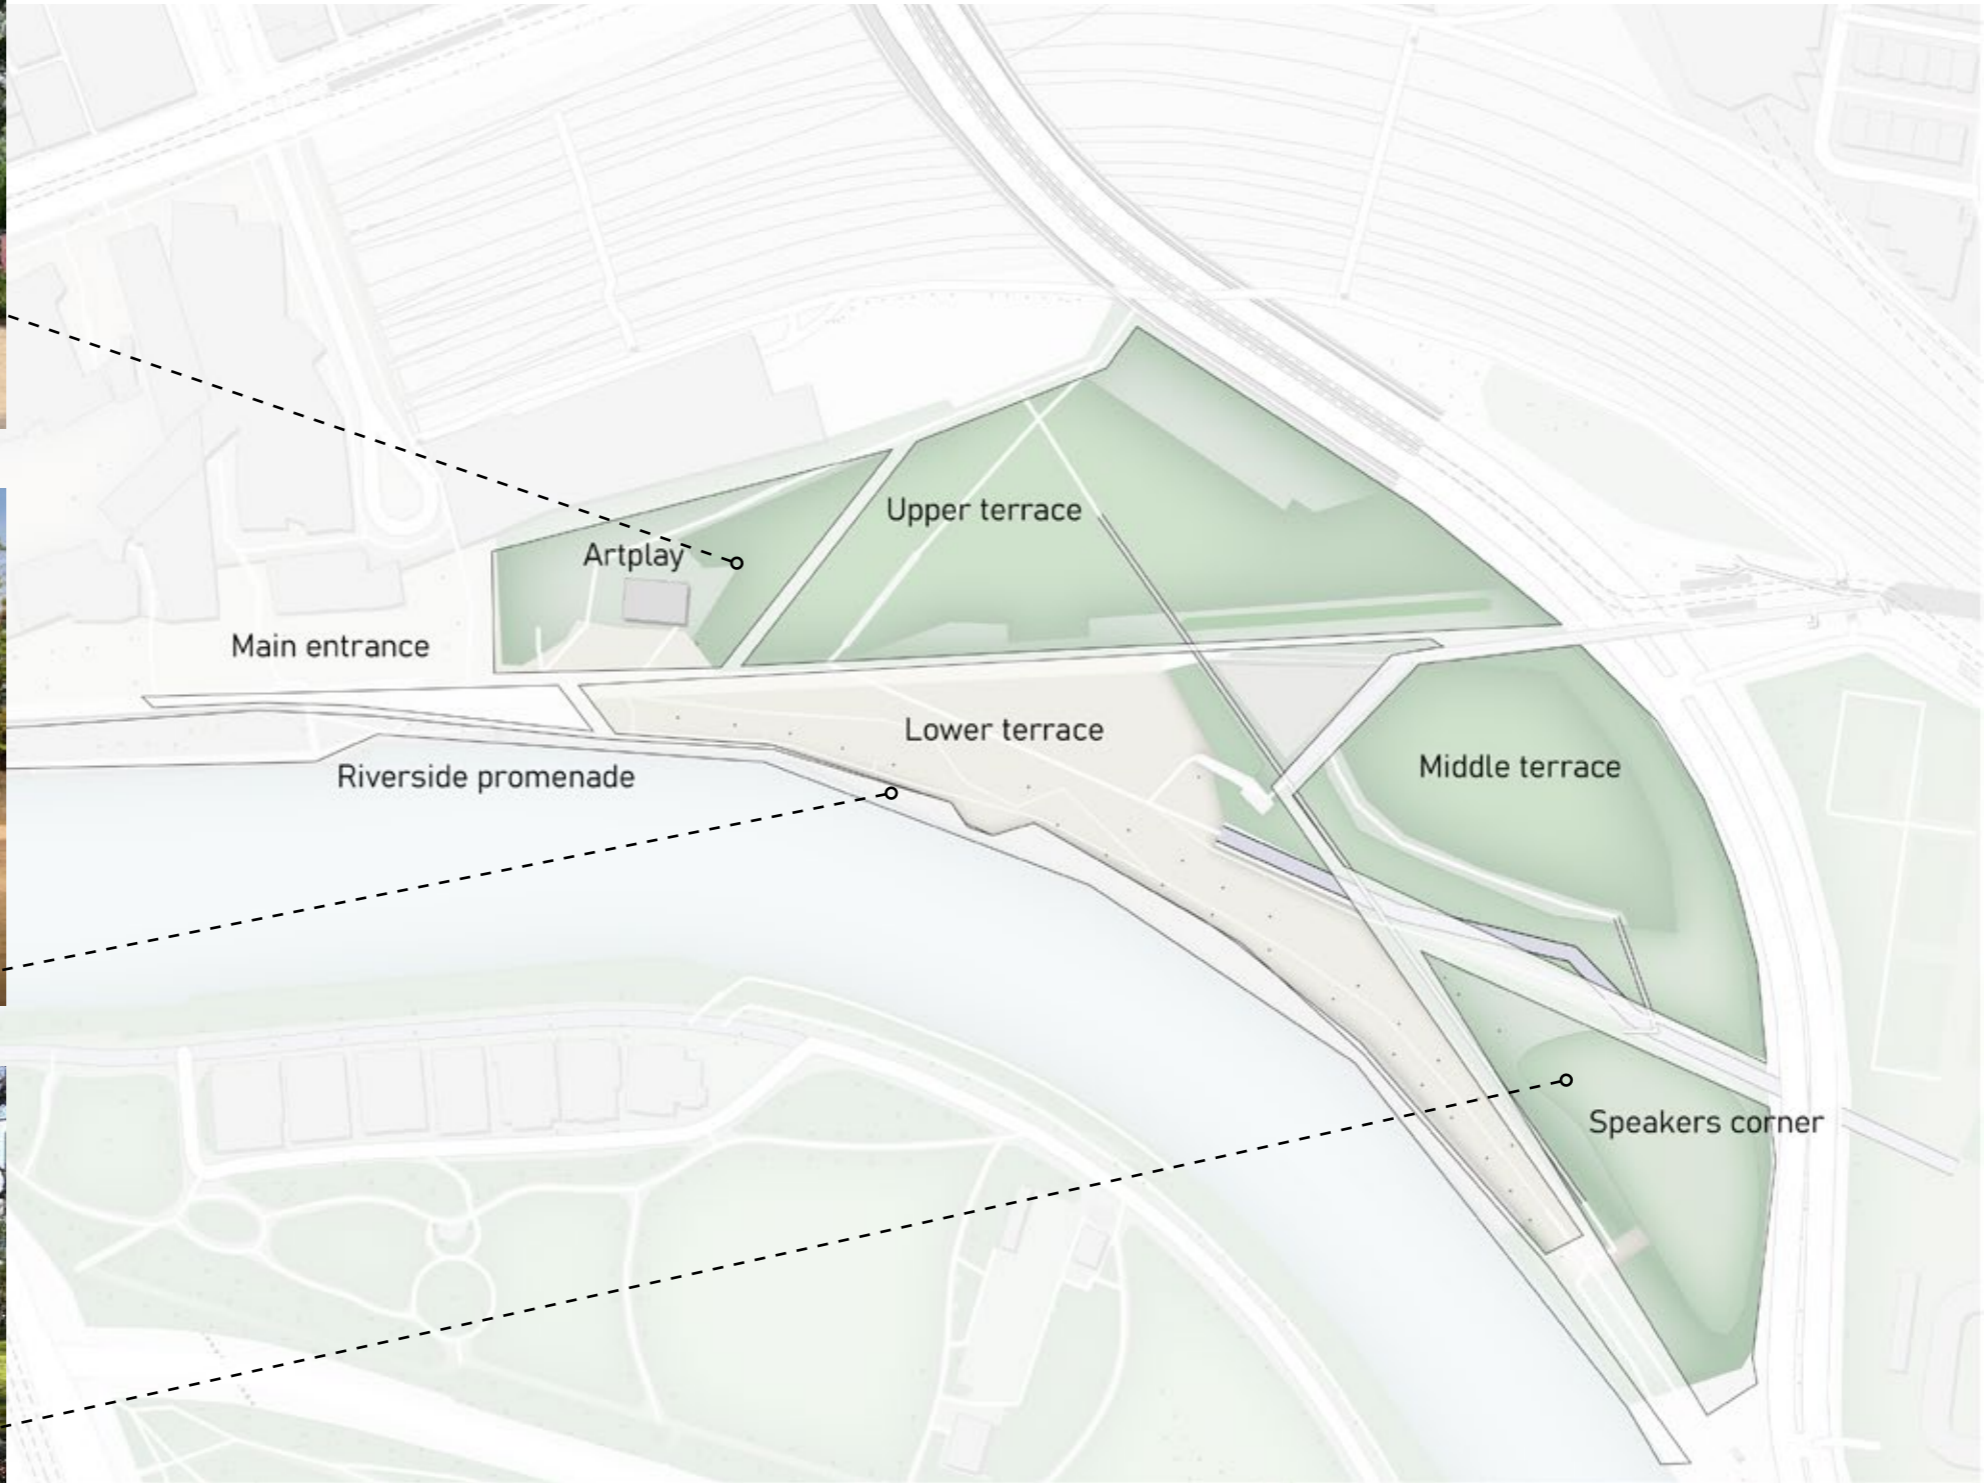 Upper terrace
Artplay
Main entrance
Lower terrace
Middle terrace
Riverside promenade
Speakers corner